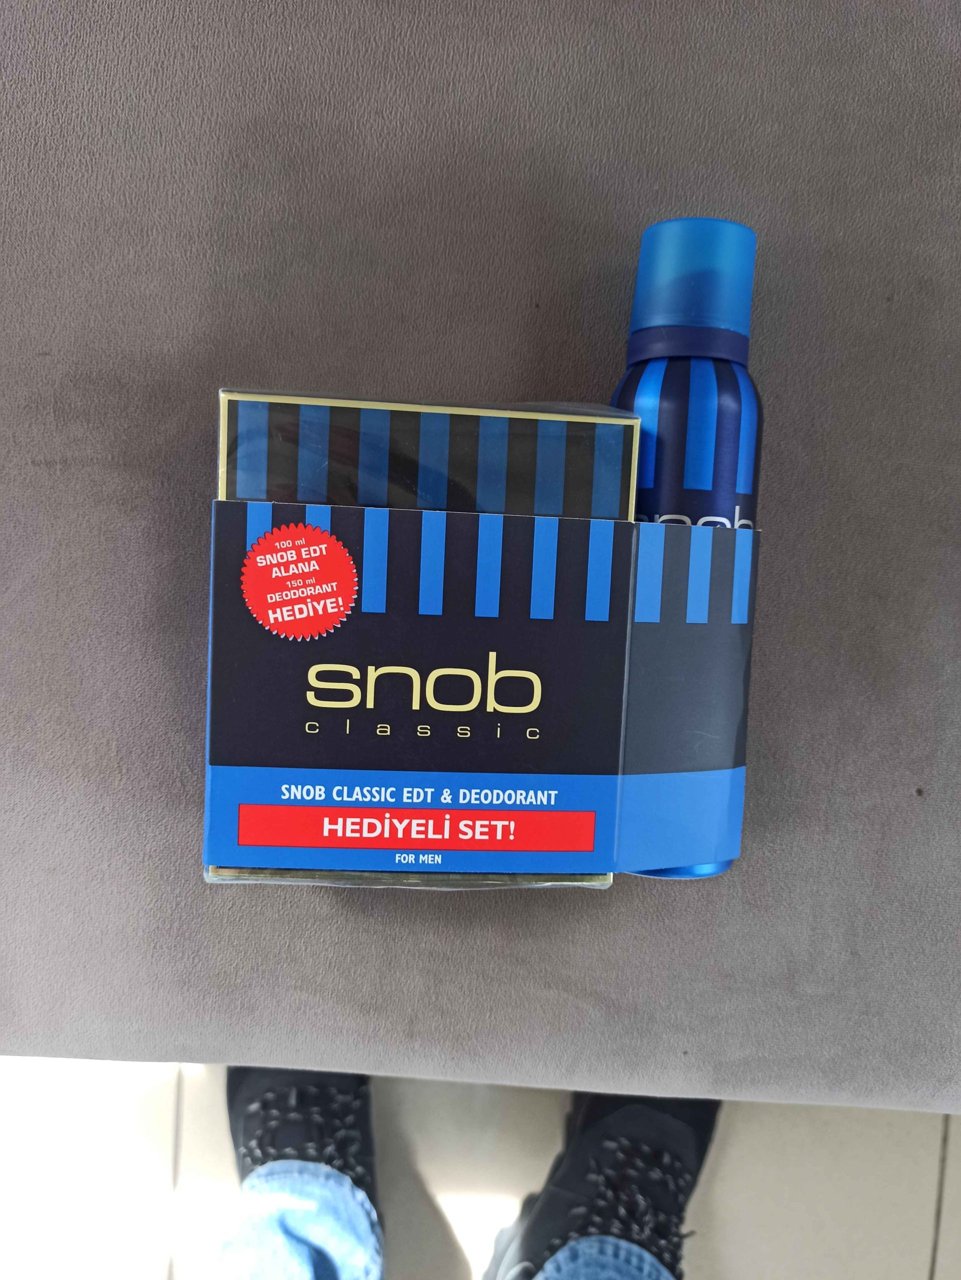 snob
100 ml
SNOB EDT
ALANA
150 ml
DEODORANT
HEDİYE!
snob
classic
SNOB CLASSIC EDT & DEODORANT
HEDİYELİ SET!
FOR MEN